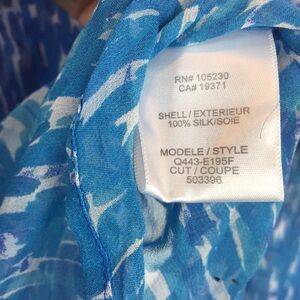 RN# 105230
CA# 19371
SHELL / EXTERIEUR
100% SILK/SOIE
MODELE / STYLE
Q443-E195F
CUT / COUPE
503396